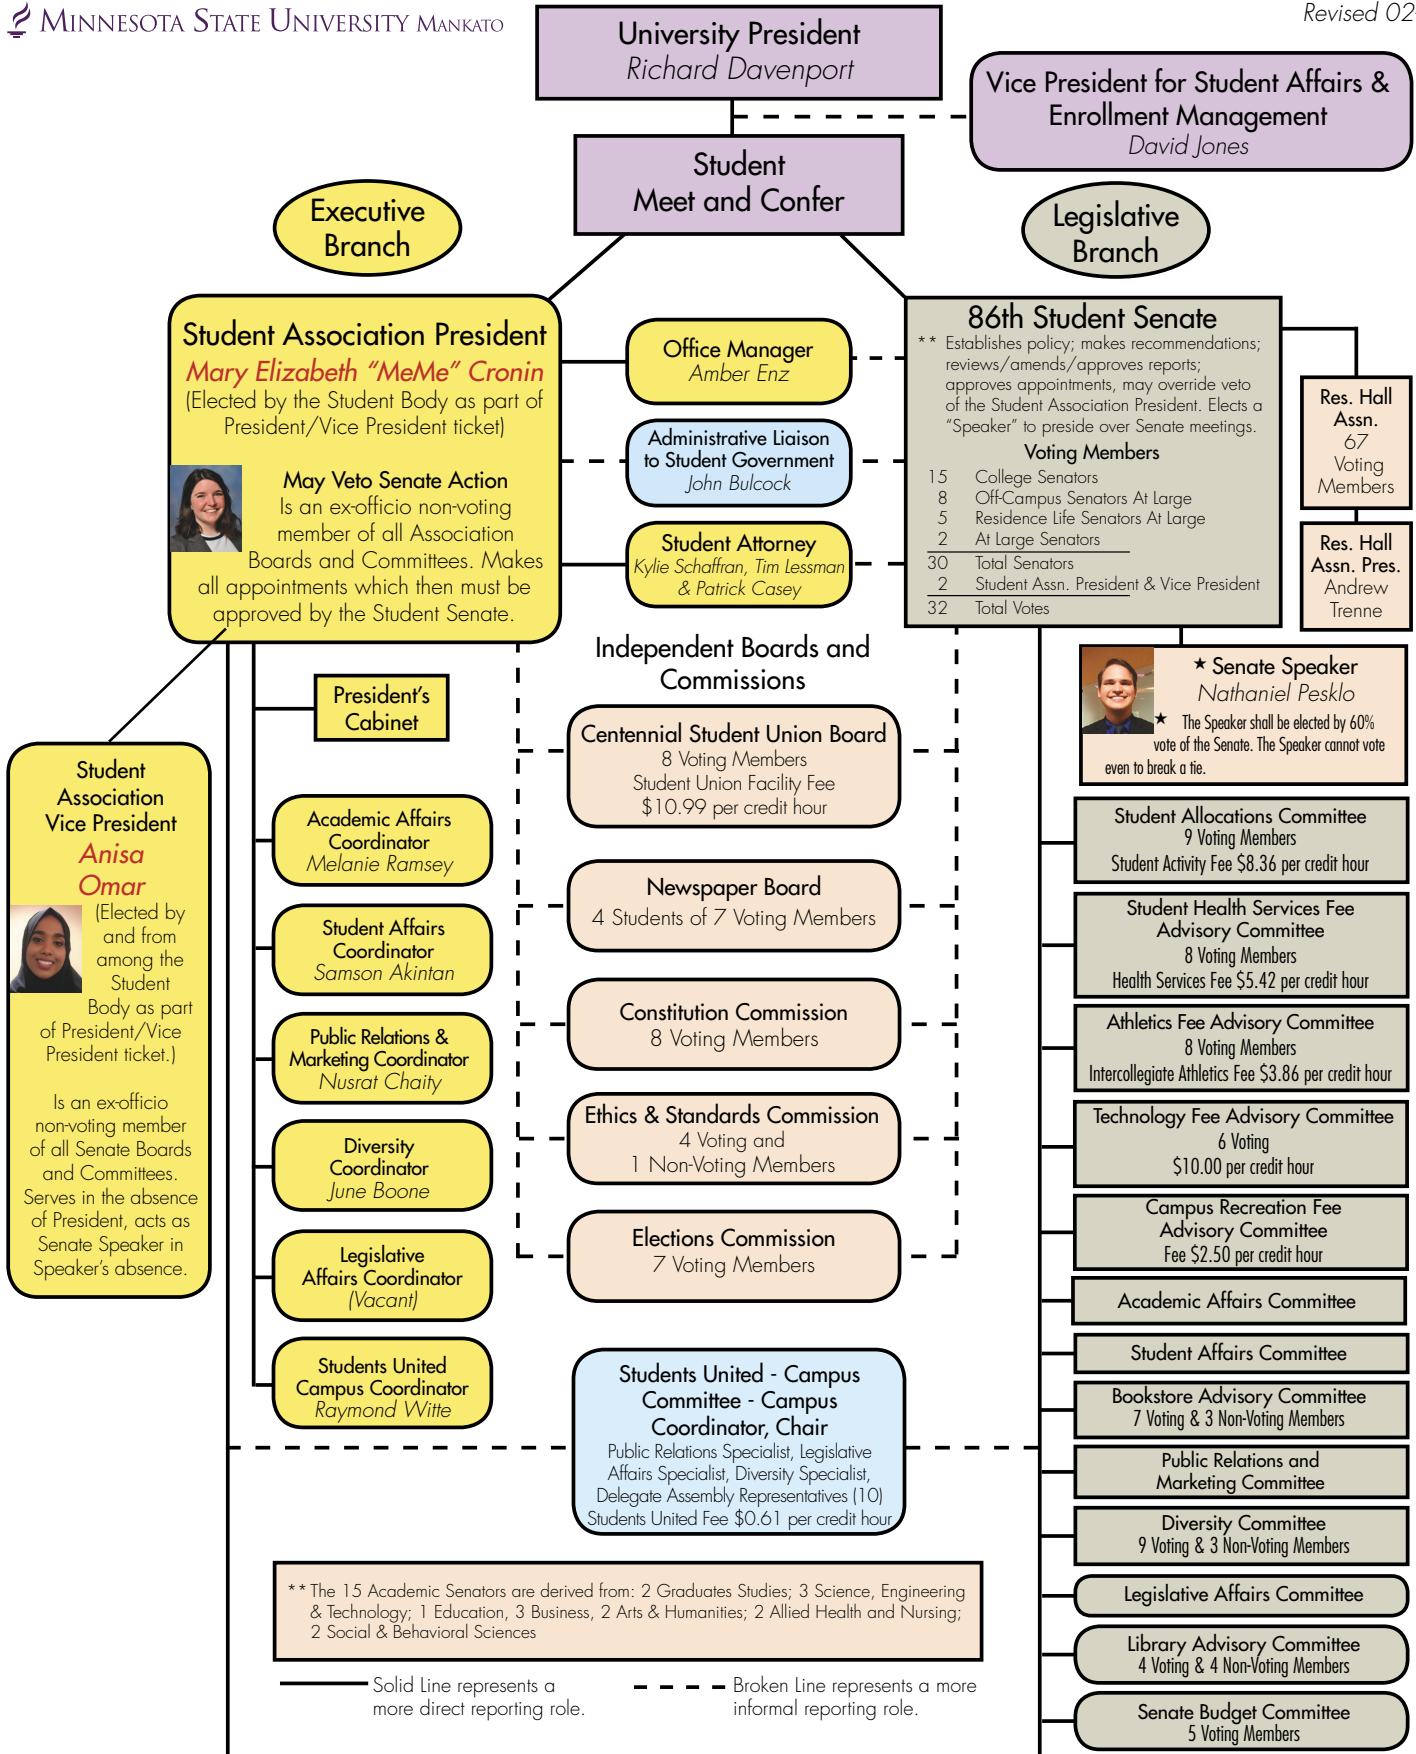 MINNESOTA STATE UNIVERSITY MANKATO
Revised 02
University President
Richard Davenport
Vice President for Student Affairs &
Enrollment Management
David Jones
Student
Meet and Confer
Executive
Branch
Legislative
Branch
Student Association President
Mary Elizabeth “MeMe” Cronin
(Elected by the Student Body as part of
President/Vice President ticket)
May Veto Senate Action
Is an ex-officio non-voting
member of all Association
Boards and Committees. Makes
all appointments which then must be
approved by the Student Senate.
Office Manager
Amber Enz
Administrative Liaison
to Student Government
John Bulcock
Student Attorney
Kylie Schaffran, Tim Lessman
& Patrick Casey
86th Student Senate
** Establishes policy; makes recommendations;
reviews/amends/approves reports;
approves appointments, may override veto
of the Student Association President. Elects a
“Speaker” to preside over Senate meetings.
Voting Members
15 College Senators
8 Off-Campus Senators At Large
5 Residence Life Senators At Large
2 At Large Senators
30 Total Senators
2 Student Assn. President & Vice President
32 Total Votes
Res. Hall
Assn.
67
Voting
Members
Res. Hall
Assn. Pres.
Andrew
Trenne
★ Senate Speaker
Nathaniel Pesklo
★ The Speaker shall be elected by 60%
vote of the Senate. The Speaker cannot vote
even to break a tie.
Student
Association
Vice President
Anisa
Omar
(Elected by
and from
among the
Student
Body as part
of President/Vice
President ticket.)
Is an ex-officio
non-voting member
of all Senate Boards
and Committees.
Serves in the absence
of President, acts as
Senate Speaker in
Speaker’s absence.
President’s
Cabinet
Academic Affairs
Coordinator
Melanie Ramsey
Student Affairs
Coordinator
Samson Akintan
Public Relations &
Marketing Coordinator
Nusrat Chaity
Diversity
Coordinator
June Boone
Legislative
Affairs Coordinator
(Vacant)
Students United
Campus Coordinator
Raymond Witte
Independent Boards and
Commissions
Centennial Student Union Board
8 Voting Members
Student Union Facility Fee
$10.99 per credit hour
Newspaper Board
4 Students of 7 Voting Members
Constitution Commission
8 Voting Members
Ethics & Standards Commission
4 Voting and
1 Non-Voting Members
Elections Commission
7 Voting Members
Students United - Campus
Committee - Campus
Coordinator, Chair
Public Relations Specialist, Legislative
Affairs Specialist, Diversity Specialist,
Delegate Assembly Representatives (10)
Students United Fee $0.61 per credit hour
Student Allocations Committee
9 Voting Members
Student Activity Fee $8.36 per credit hour
Student Health Services Fee
Advisory Committee
8 Voting Members
Health Services Fee $5.42 per credit hour
Athletics Fee Advisory Committee
8 Voting Members
Intercollegiate Athletics Fee $3.86 per credit hour
Technology Fee Advisory Committee
6 Voting
$10.00 per credit hour
Campus Recreation Fee
Advisory Committee
Fee $2.50 per credit hour
Academic Affairs Committee
Student Affairs Committee
Bookstore Advisory Committee
7 Voting & 3 Non-Voting Members
Public Relations and
Marketing Committee
Diversity Committee
9 Voting & 3 Non-Voting Members
Legislative Affairs Committee
Library Advisory Committee
4 Voting & 4 Non-Voting Members
Senate Budget Committee
5 Voting Members
** The 15 Academic Senators are derived from: 2 Graduates Studies; 3 Science, Engineering
& Technology; 1 Education, 3 Business, 2 Arts & Humanities; 2 Allied Health and Nursing;
2 Social & Behavioral Sciences
Solid Line represents a
more direct reporting role.
Broken Line represents a more
informal reporting role.